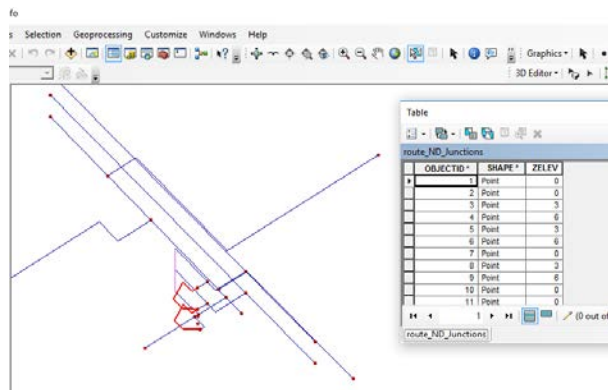 fo
s Selection Geoprocessing Customize Windows Help
Graphics
3D Editor
Table
route_ND_Junctions
OBJECTID * SHAPE * ZELEV
1 Point 0
2 Point 0
3 Point 3
4 Point 6
5 Point 3
6 Point 6
7 Point 0
8 Point 3
9 Point 6
10 Point 0
11 Point 0
1 (0 out of
route_ND_Junctions